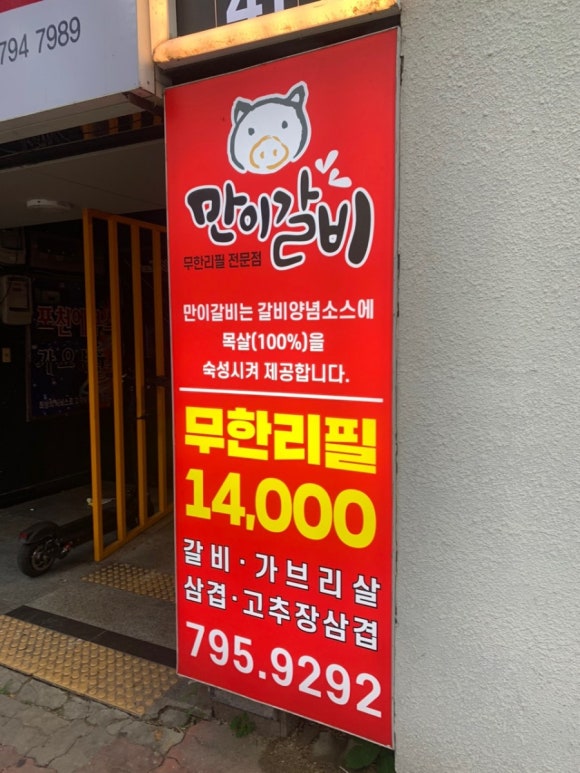 794 7989
만이갈비
무한리필 전문점
만이갈비는 갈비양념소스에
목살(100%)을
숙성시켜 제공합니다.
무한리필
14,000
갈비·가브리살
삼겹·고추장삼겹
795.9292